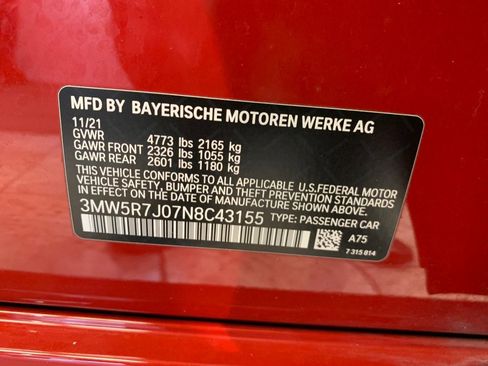 MFD BY BAYERISCHE MOTOREN WERKE AG
11/21
GVWR 4773 lbs 2165 kg
GAWR FRONT 2326 lbs 1055 kg
GAWR REAR 2601 lbs 1180 kg
THIS VEHICLE CONFORMS TO ALL APPLICABLE U.S.FEDERAL MOTOR
VEHICLE SAFETY, BUMPER AND THEFT PREVENTION STANDARDS
IN EFFECT ON THE DATE OF MANUFACTURE SHOWN ABOVE.
3MW5R7J07N8C43155 TYPE: PASSENGER CAR
A75
7 315 814